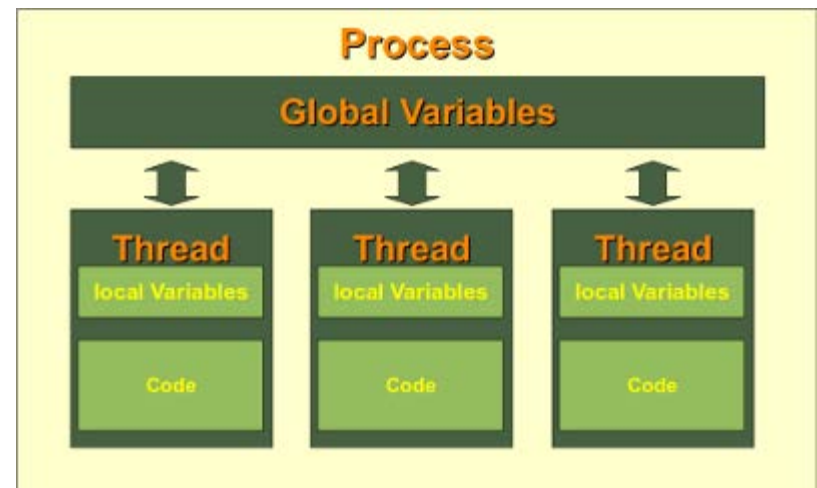 Process
Global Variables
Thread
local Variables
Code
Thread
local Variables
Code
Thread
local Variables
Code